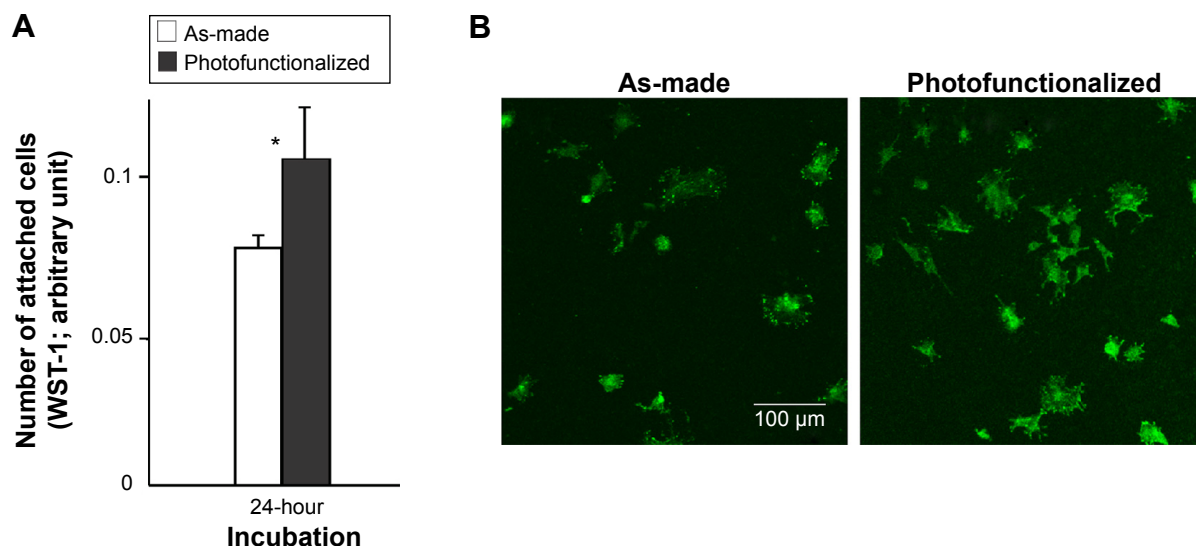 A
As-made
Photofunctionalized
Number of attached cells
(WST-1; arbitrary unit)
0.1
0.05
0
*
24-hour
Incubation
B
As-made
Photofunctionalized
100 µm